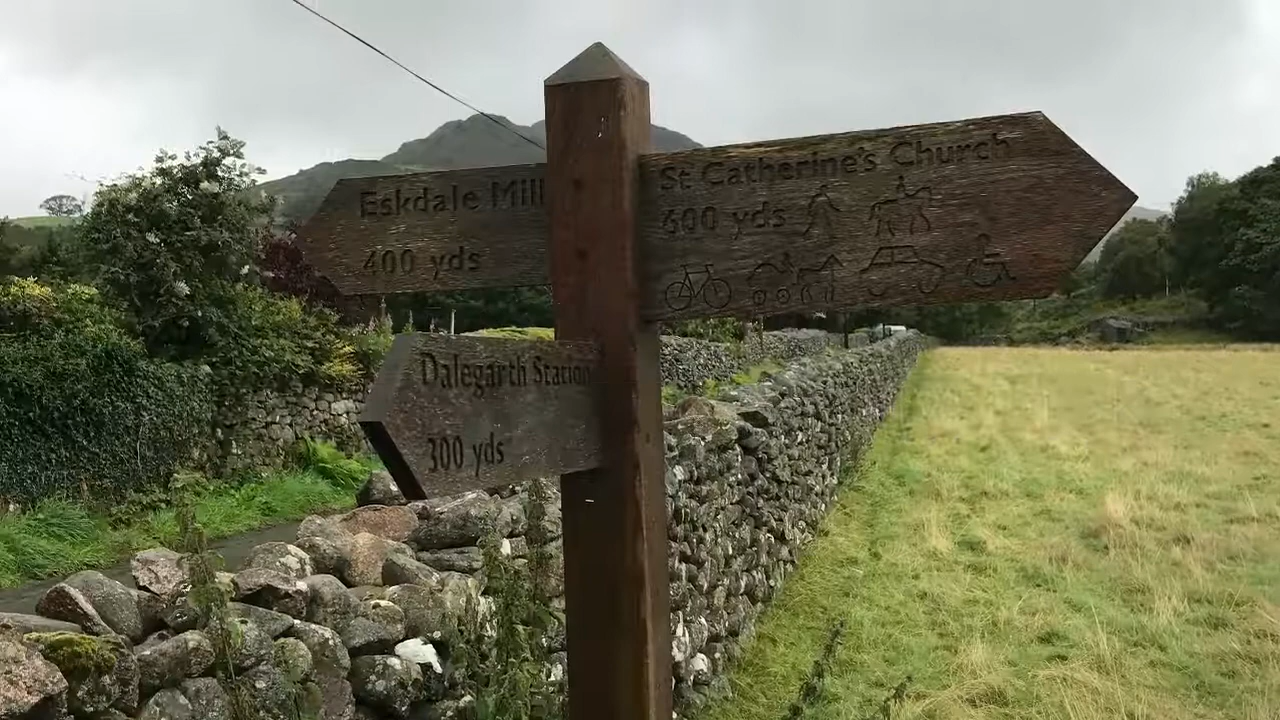 Eskdale Mill
400 yds
St Catherine's Church
600 yds
Dalegarth Station
300 yds